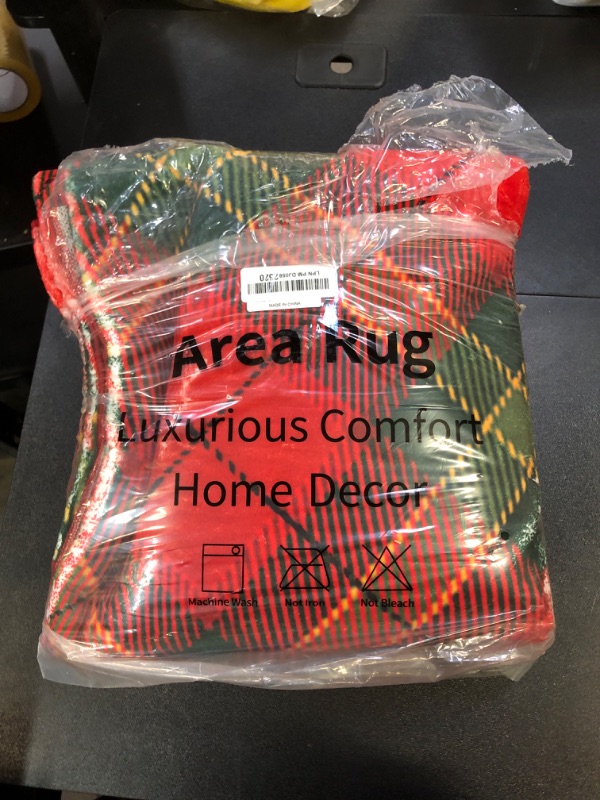 Area Rug
Luxurious Comfort
Home Decor
Machine Wash
Not Iron
Not Bleach